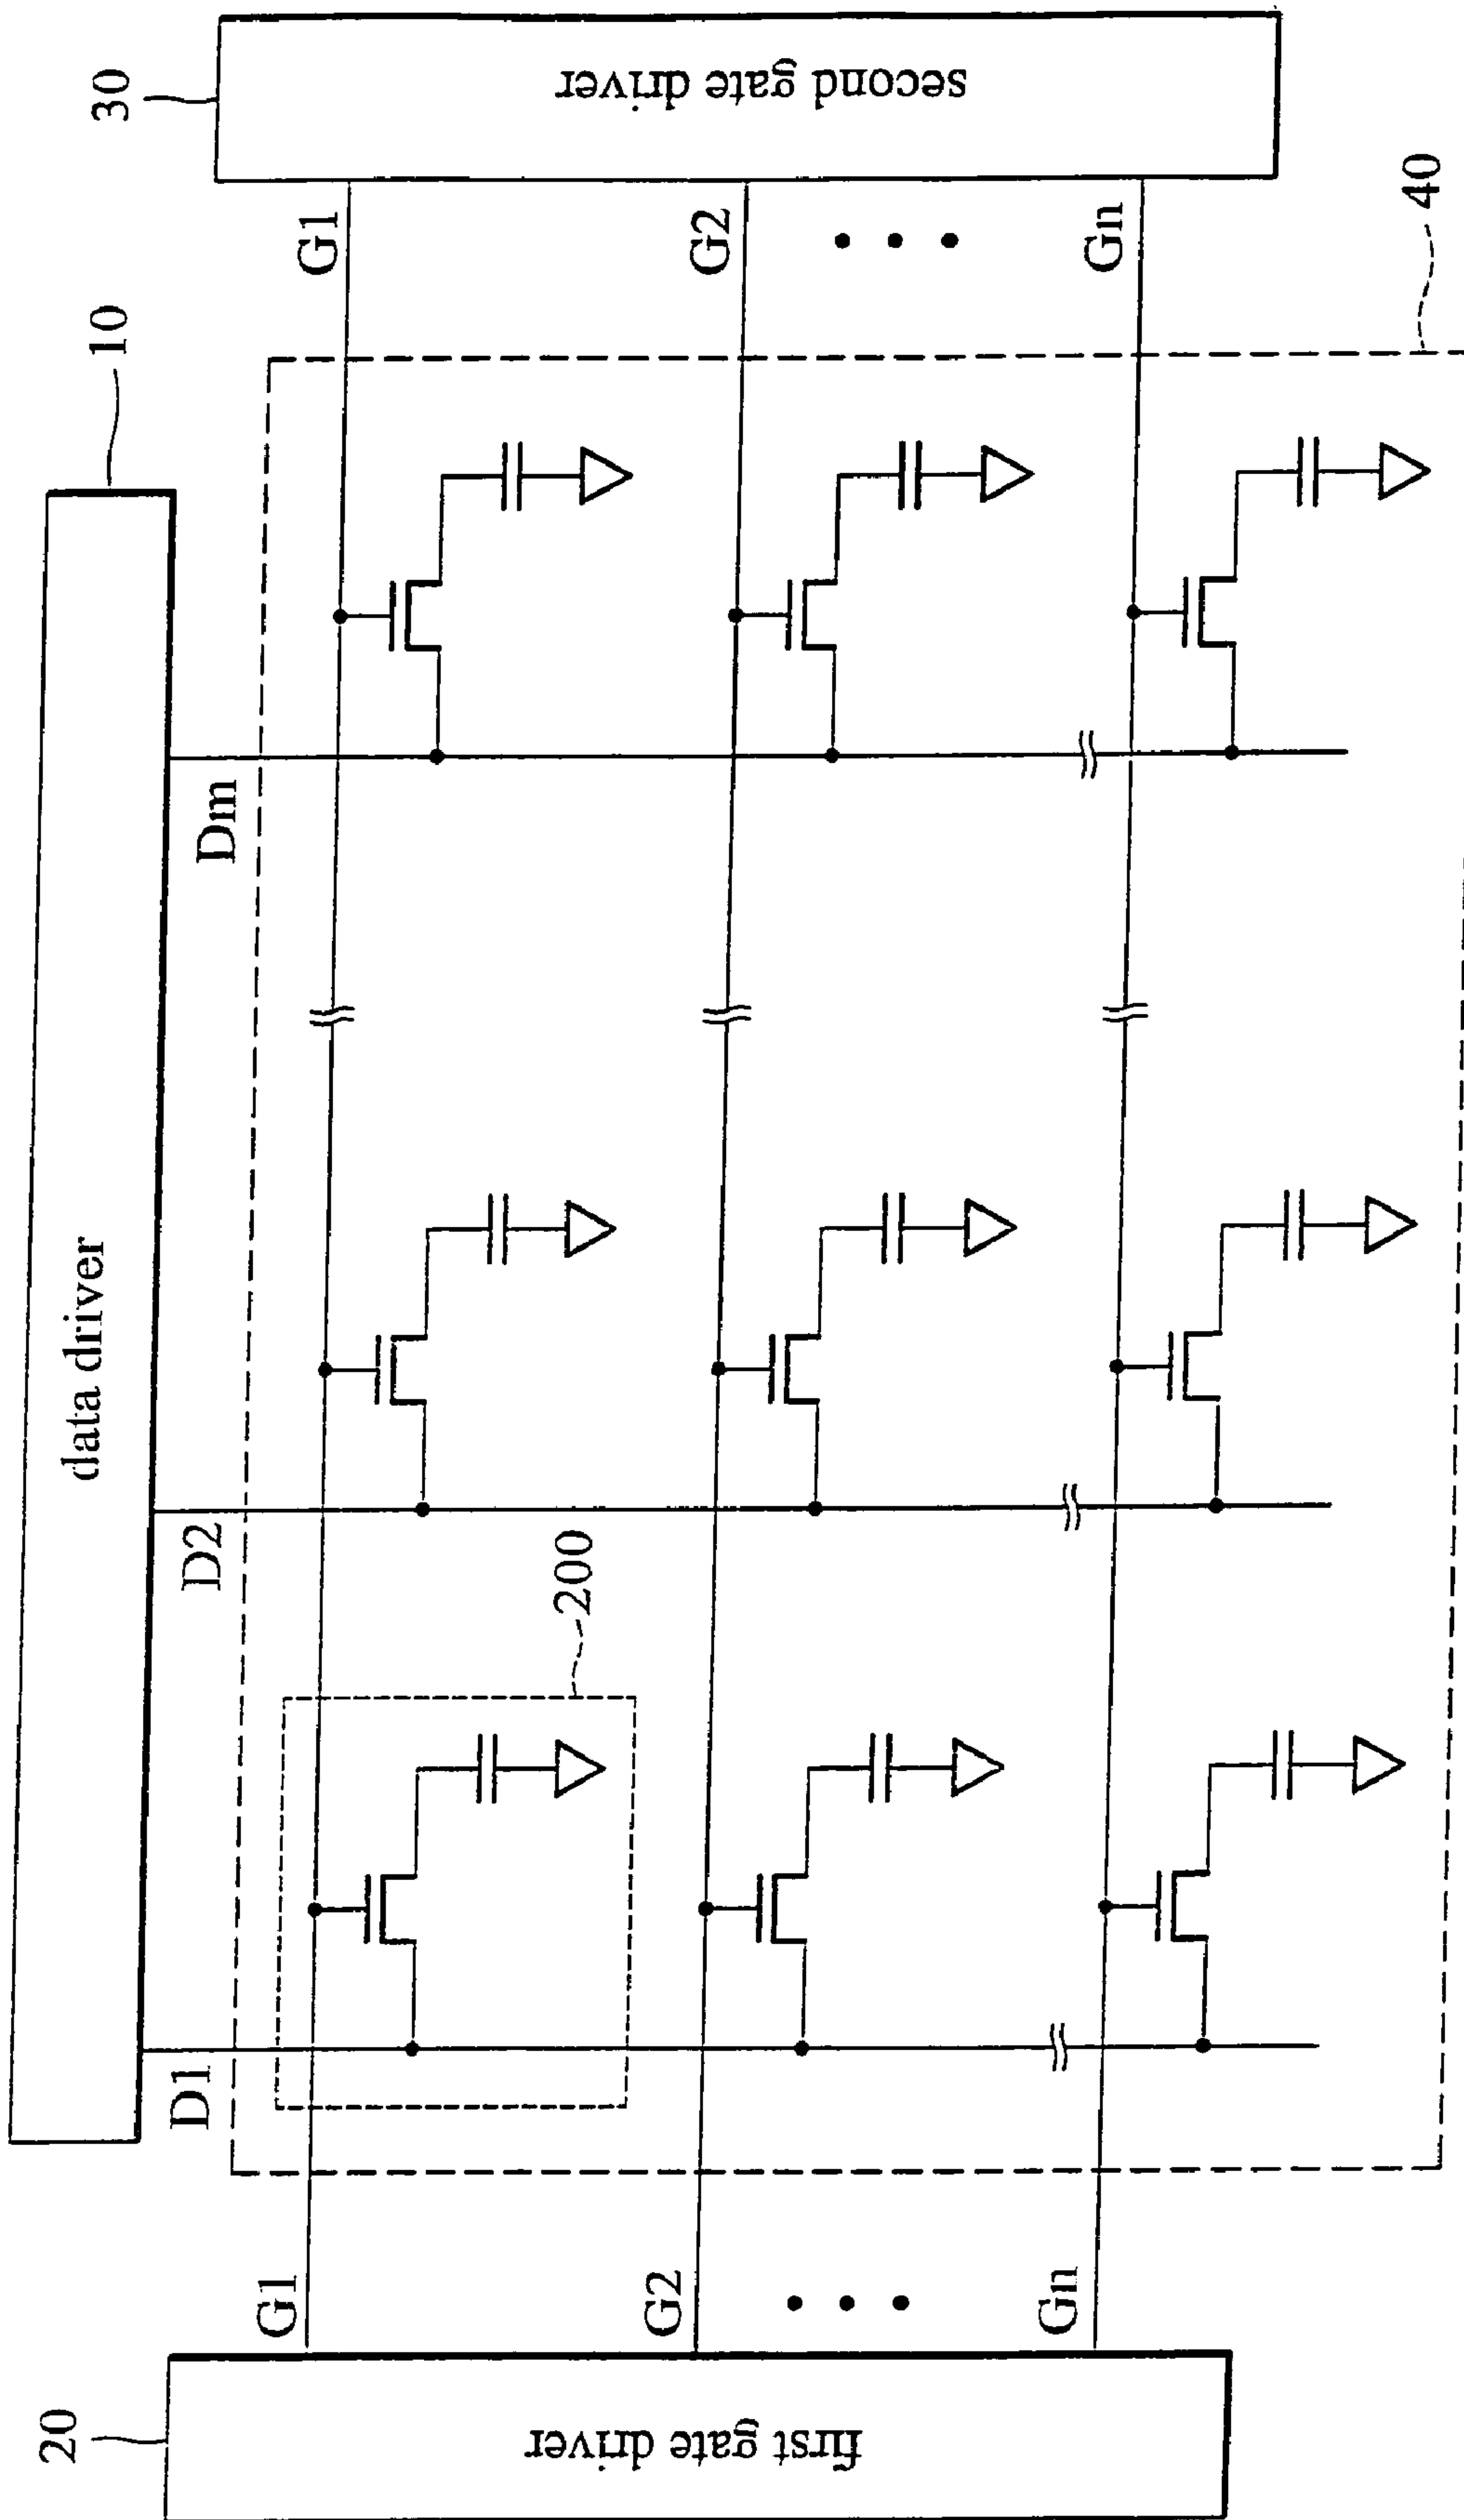 10
data driver
20
first gate driver
30
second gate driver
D1
D2
Dm
G1
G1
200
G2
G2
Gn
Gn
40